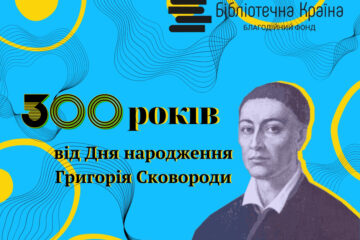 Бібліотечна Країна
БЛАГОДІЙНИЙ ФОНД
300 років
від Дня народження
Григорія Сковороди